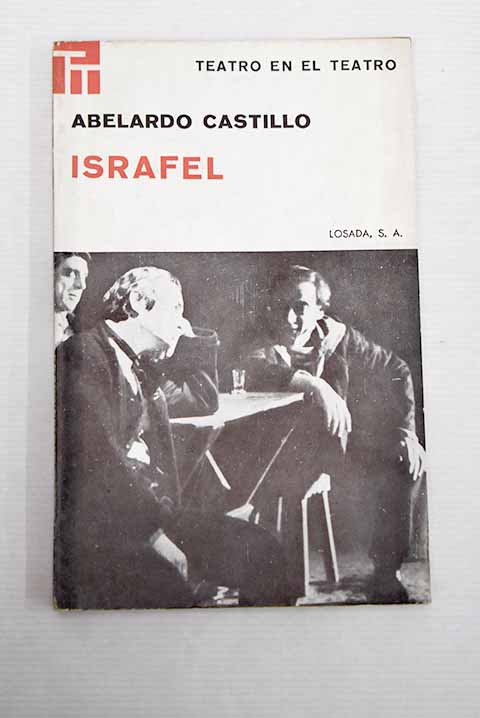 TEATRO EN EL TEATRO
ABELARDO CASTILLO
ISRAFEL
LOSADA, S. A.